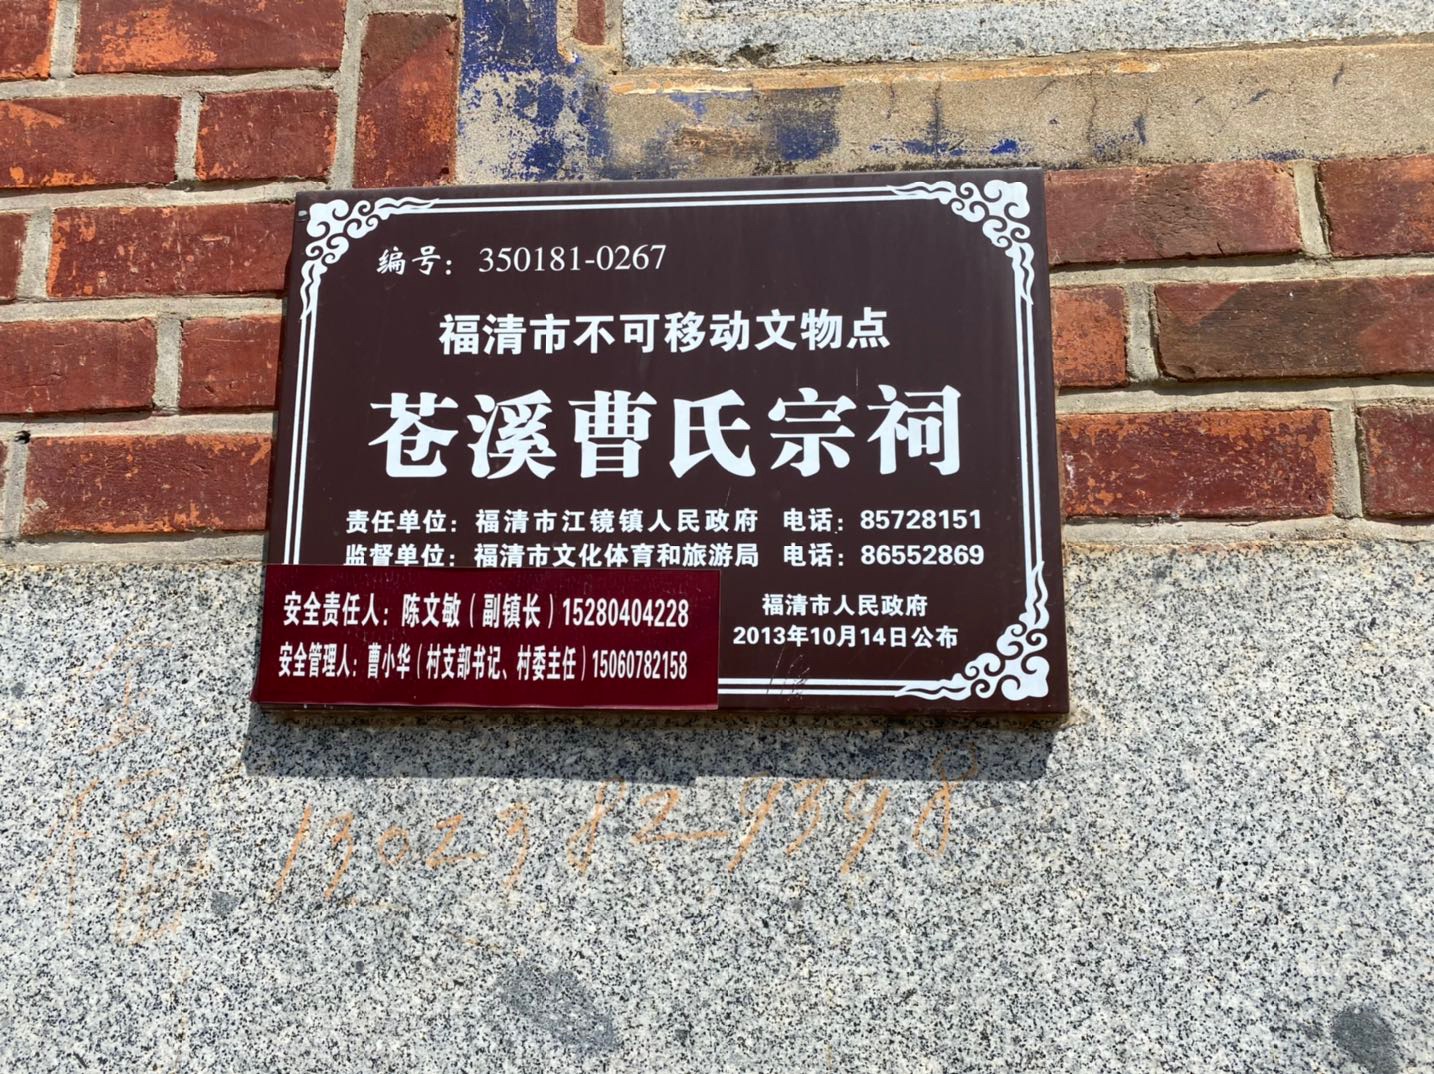 编号：350181-0267
福清市不可移动文物点
苍溪曹氏宗祠
责任单位：福清市江镜镇人民政府 电话：85728151
监督单位：福清市文化体育和旅游局 电话：86552869
安全责任人：陈文敏（副镇长）15280404228
安全管理人：曹小华（村支部书记、村委主任）15060782158
福清市人民政府
2013年10月14日公布
13023829398